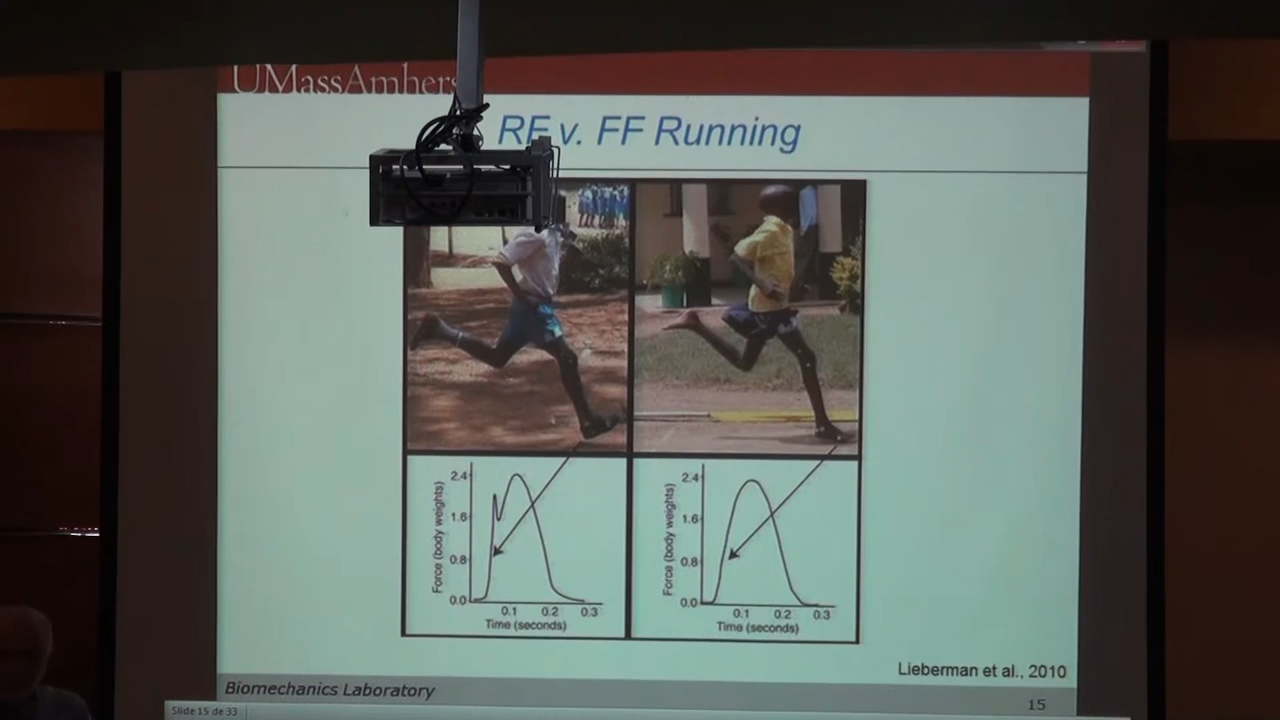 UMassAmhers
RF v. FF Running
2.4
1.6
0.8
0.0
0.1 0.2 0.3
Force (body weights)
Time (seconds)
2.4
1.6
0.8
0.0
0.1 0.2 0.3
Force (body weights)
Time (seconds)
Lieberman et al., 2010
Biomechanics Laboratory
15
Slide 15 de 33